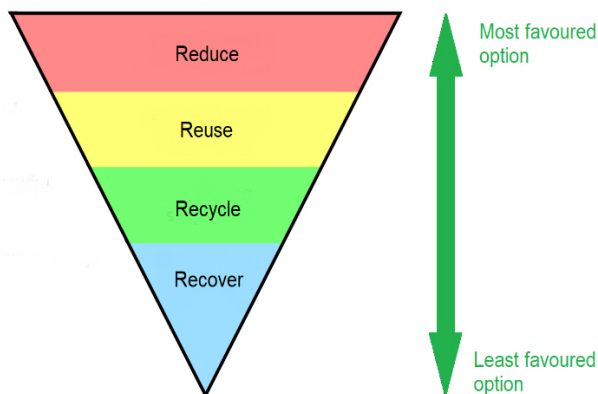 Reduce
Most favoured
option
Reuse
Recycle
Recover
Least favoured
option